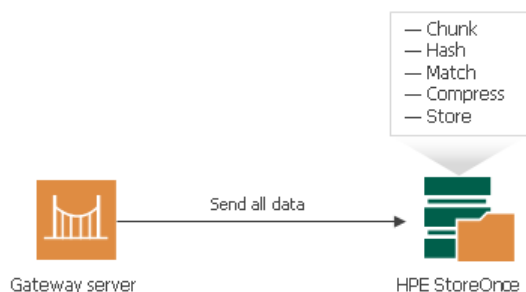 — Chunk
— Hash
— Match
— Compress
— Store
Send all data
Gateway server
HPE StoreOnce